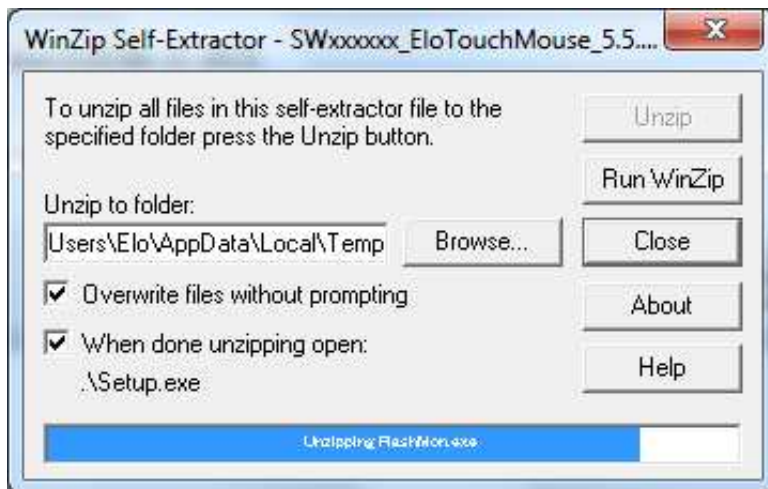 WinZip Self-Extractor - SWxxxxxx_EloTouchMouse_5.5....
To unzip all files in this self-extractor file to the
specified folder press the Unzip button.
Unzip to folder:
Users\Elo\AppData\Local\Temp
Browse...
Overwrite files without prompting
When done unzipping open:
.\Setup.exe
Unzip
Run WinZip
Close
About
Help
Unzipping FlashMon.exe